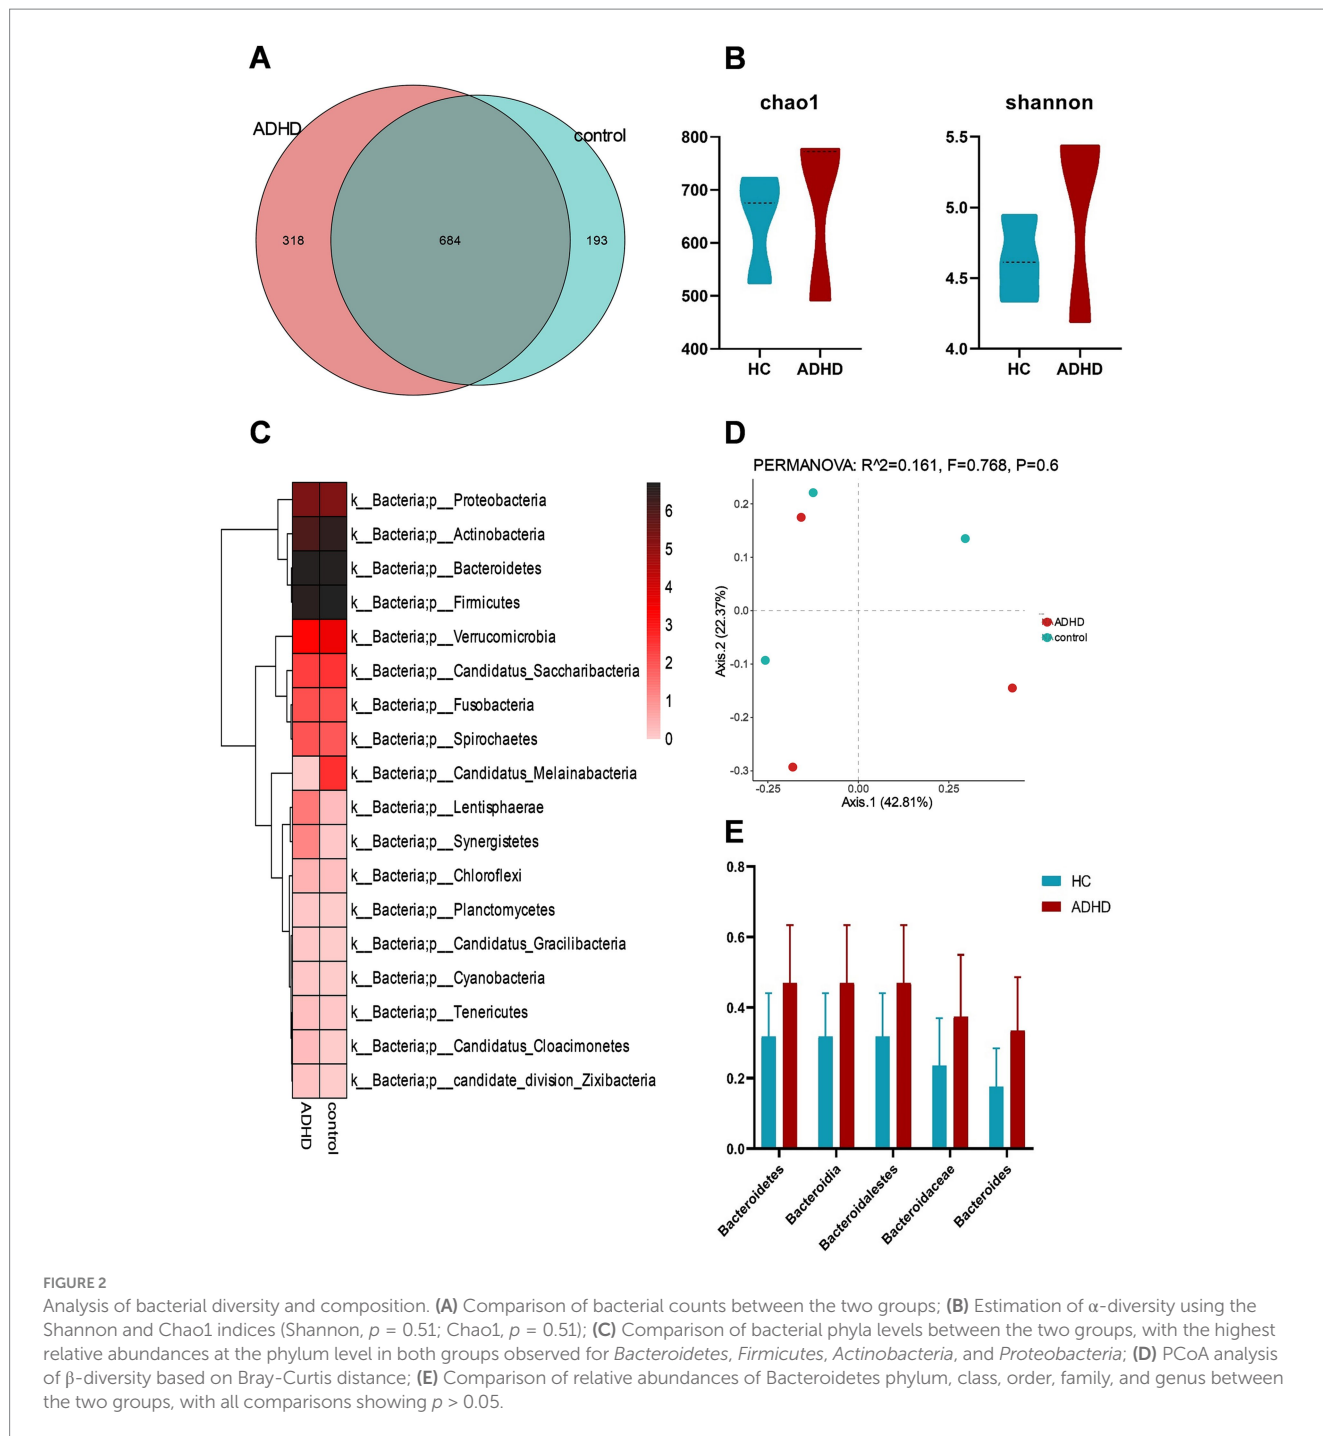 A
ADHD
control
318
684
193
B
chao1
800
700
600
500
400
HC
ADHD
shannon
5.5
5.0
4.5
4.0
HC
ADHD
C
k__Bacteria;p__Proteobacteria
k__Bacteria;p__Actinobacteria
k__Bacteria;p__Bacteroidetes
k__Bacteria;p__Firmicutes
k__Bacteria;p__Verrucomicrobia
k__Bacteria;p__Candidatus_Saccharibacteria
k__Bacteria;p__Fusobacteria
k__Bacteria;p__Spirochaetes
k__Bacteria;p__Candidatus_Melainabacteria
k__Bacteria;p__Lentisphaerae
k__Bacteria;p__Synergistetes
k__Bacteria;p__Chloroflexi
k__Bacteria;p__Planctomycetes
k__Bacteria;p__Candidatus_Gracilibacteria
k__Bacteria;p__Cyanobacteria
k__Bacteria;p__Tenericutes
k__Bacteria;p__Candidatus_Cloacimonetes
k__Bacteria;p__candidate_division_Zixibacteria
ADHD
control
6
5
4
3
2
1
0
D
PERMANOVA: R^2=0.161, F=0.768, P=0.6
Axis.2 (22.37%)
0.2
0.1
0.0
-0.1
-0.2
-0.3
-0.25
0.00
0.25
Axis.1 (42.81%)
ADHD
control
E
0.8
0.6
0.4
0.2
0.0
HC
ADHD
Bacteroidetes
Bacteroidia
Bacteroidalestes
Bacteroidaceae
Bacteroides
FIGURE 2
Analysis of bacterial diversity and composition. (A) Comparison of bacterial counts between the two groups; (B) Estimation of α-diversity using the
Shannon and Chao1 indices (Shannon, p = 0.51; Chao1, p = 0.51); (C) Comparison of bacterial phyla levels between the two groups, with the highest
relative abundances at the phylum level in both groups observed for Bacteroidetes, Firmicutes, Actinobacteria, and Proteobacteria; (D) PCoA analysis
of β-diversity based on Bray-Curtis distance; (E) Comparison of relative abundances of Bacteroidetes phylum, class, order, family, and genus between
the two groups, with all comparisons showing p > 0.05.